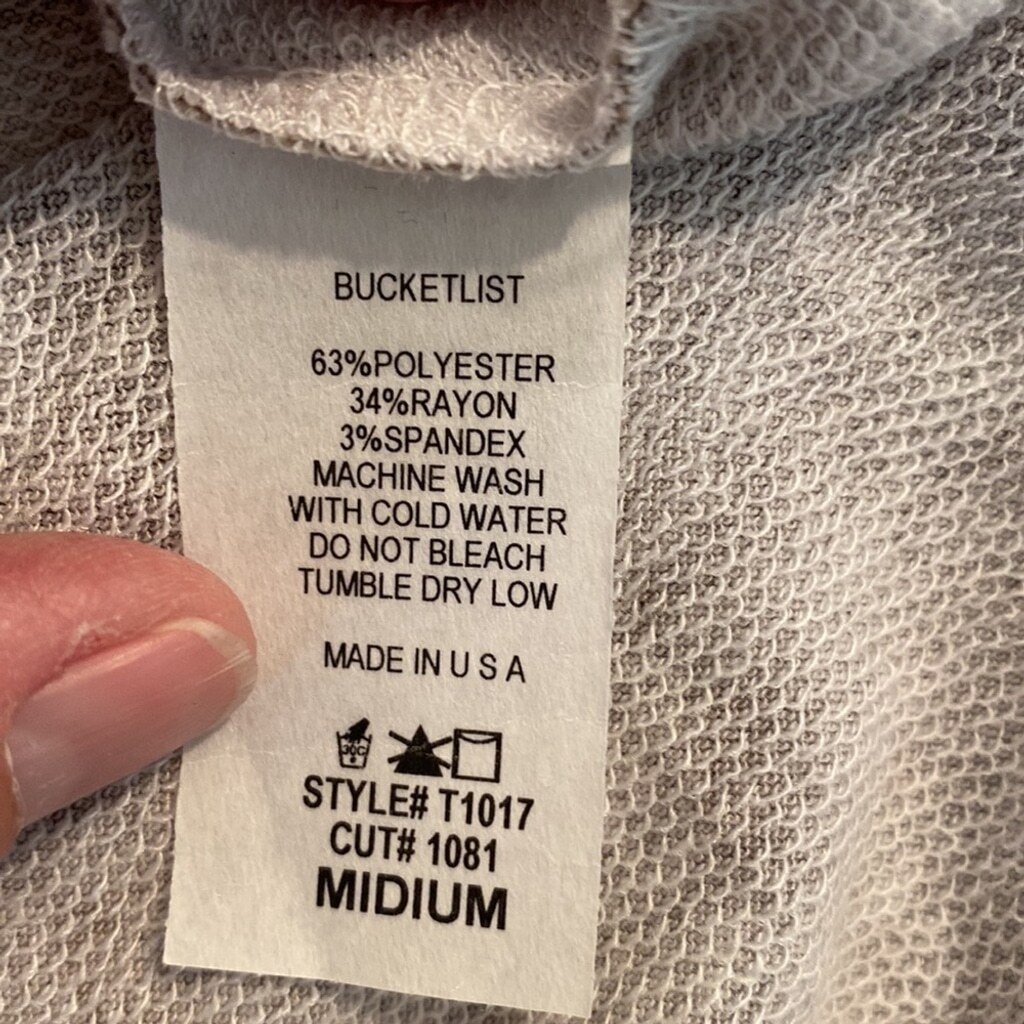 BUCKETLIST
63%POLYESTER
34%RAYON
3%SPANDEX
MACHINE WASH
WITH COLD WATER
DO NOT BLEACH
TUMBLE DRY LOW
MADE IN U S A
30C
STYLE# T1017
CUT# 1081
MIDIUM